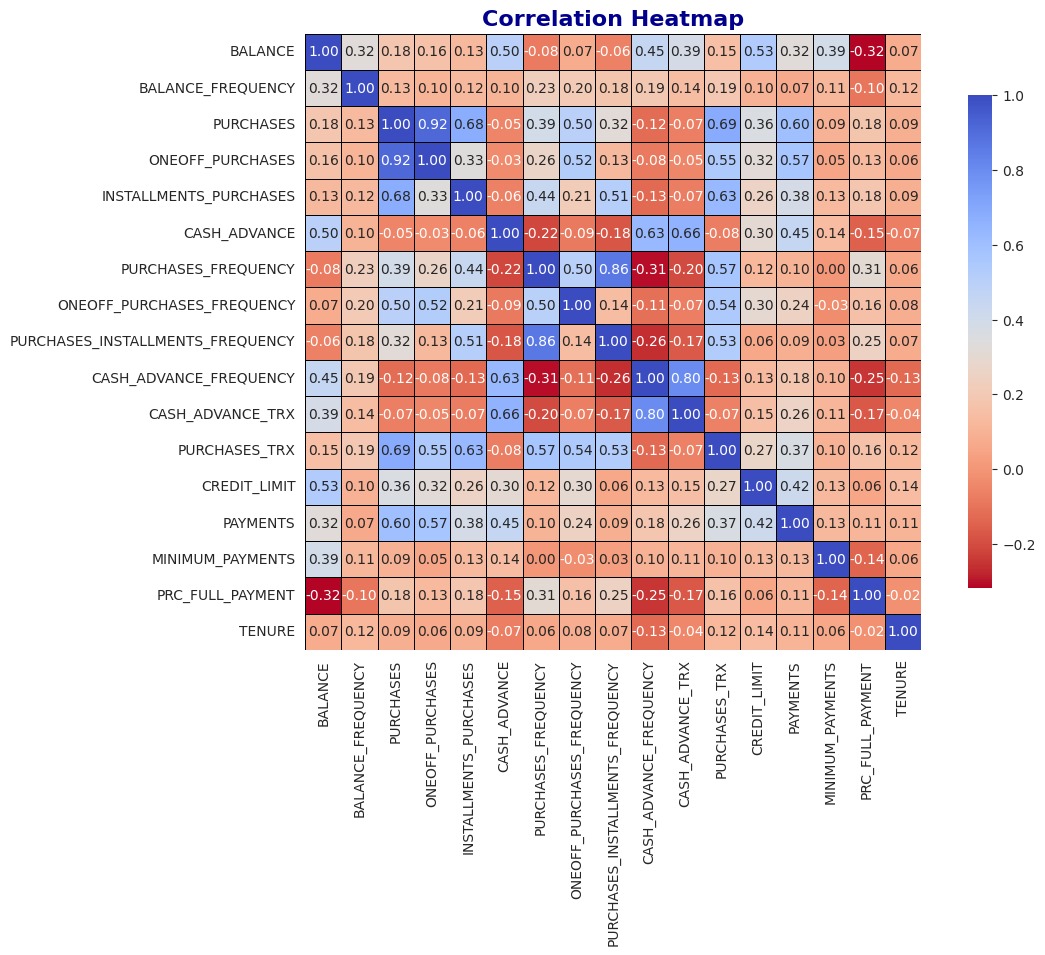 Correlation Heatmap
BALANCE 1.00 0.32 0.18 0.16 0.13 0.50 -0.08 0.07 -0.06 0.45 0.39 0.15 0.53 0.32 0.39 -0.32 0.07
BALANCE_FREQUENCY 0.32 1.00 0.13 0.10 0.12 0.10 0.23 0.20 0.18 0.19 0.14 0.19 0.10 0.07 0.11 -0.10 0.12
PURCHASES 0.18 0.13 1.00 0.92 0.68 -0.05 0.39 0.50 0.32 -0.12 -0.07 0.69 0.36 0.60 0.09 0.18 0.09
ONEOFF_PURCHASES 0.16 0.10 0.92 1.00 0.33 -0.03 0.26 0.52 0.13 -0.08 -0.05 0.55 0.32 0.57 0.05 0.13 0.06
INSTALLMENTS_PURCHASES 0.13 0.12 0.68 0.33 1.00 -0.06 0.44 0.21 0.51 -0.13 -0.07 0.63 0.26 0.38 0.13 0.18 0.09
CASH_ADVANCE 0.50 0.10 -0.05 -0.03 -0.06 1.00 -0.22 -0.09 -0.18 0.63 0.66 -0.08 0.30 0.45 0.14 -0.15 -0.07
PURCHASES_FREQUENCY -0.08 0.23 0.39 0.26 0.44 -0.22 1.00 0.50 0.86 -0.31 -0.20 0.57 0.12 0.10 0.00 0.31 0.06
ONEOFF_PURCHASES_FREQUENCY 0.07 0.20 0.50 0.52 0.21 -0.09 0.50 1.00 0.14 -0.11 -0.07 0.54 0.30 0.24 -0.03 0.16 0.08
PURCHASES_INSTALLMENTS_FREQUENCY -0.06 0.18 0.32 0.13 0.51 -0.18 0.86 0.14 1.00 -0.26 -0.17 0.53 0.06 0.09 0.03 0.25 0.07
CASH_ADVANCE_FREQUENCY 0.45 0.19 -0.12 -0.08 -0.13 0.63 -0.31 -0.11 -0.26 1.00 0.80 -0.13 0.13 0.18 0.10 -0.25 -0.13
CASH_ADVANCE_TRX 0.39 0.14 -0.07 -0.05 -0.07 0.66 -0.20 -0.07 -0.17 0.80 1.00 -0.07 0.15 0.26 0.11 -0.17 -0.04
PURCHASES_TRX 0.15 0.19 0.69 0.55 0.63 -0.08 0.57 0.54 0.53 -0.13 -0.07 1.00 0.27 0.37 0.10 0.16 0.12
CREDIT_LIMIT 0.53 0.10 0.36 0.32 0.26 0.30 0.12 0.30 0.06 0.13 0.15 0.27 1.00 0.42 0.13 0.06 0.14
PAYMENTS 0.32 0.07 0.60 0.57 0.38 0.45 0.10 0.24 0.09 0.18 0.26 0.37 0.42 1.00 0.13 0.11 0.11
MINIMUM_PAYMENTS 0.39 0.11 0.09 0.05 0.13 0.14 0.00 -0.03 0.03 0.10 0.11 0.10 0.13 0.13 1.00 -0.14 0.06
PRC_FULL_PAYMENT -0.32 -0.10 0.18 0.13 0.18 -0.15 0.31 0.16 0.25 -0.25 -0.17 0.16 0.06 0.11 -0.14 1.00 -0.02
TENURE 0.07 0.12 0.09 0.06 0.09 -0.07 0.06 0.08 0.07 -0.13 -0.04 0.12 0.14 0.11 0.06 -0.02 1.00
BALANCE
BALANCE_FREQUENCY
PURCHASES
ONEOFF_PURCHASES
INSTALLMENTS_PURCHASES
CASH_ADVANCE
PURCHASES_FREQUENCY
ONEOFF_PURCHASES_FREQUENCY
PURCHASES_INSTALLMENTS_FREQUENCY
CASH_ADVANCE_FREQUENCY
CASH_ADVANCE_TRX
PURCHASES_TRX
CREDIT_LIMIT
PAYMENTS
MINIMUM_PAYMENTS
PRC_FULL_PAYMENT
TENURE
1.0
0.8
0.6
0.4
0.2
0.0
−0.2